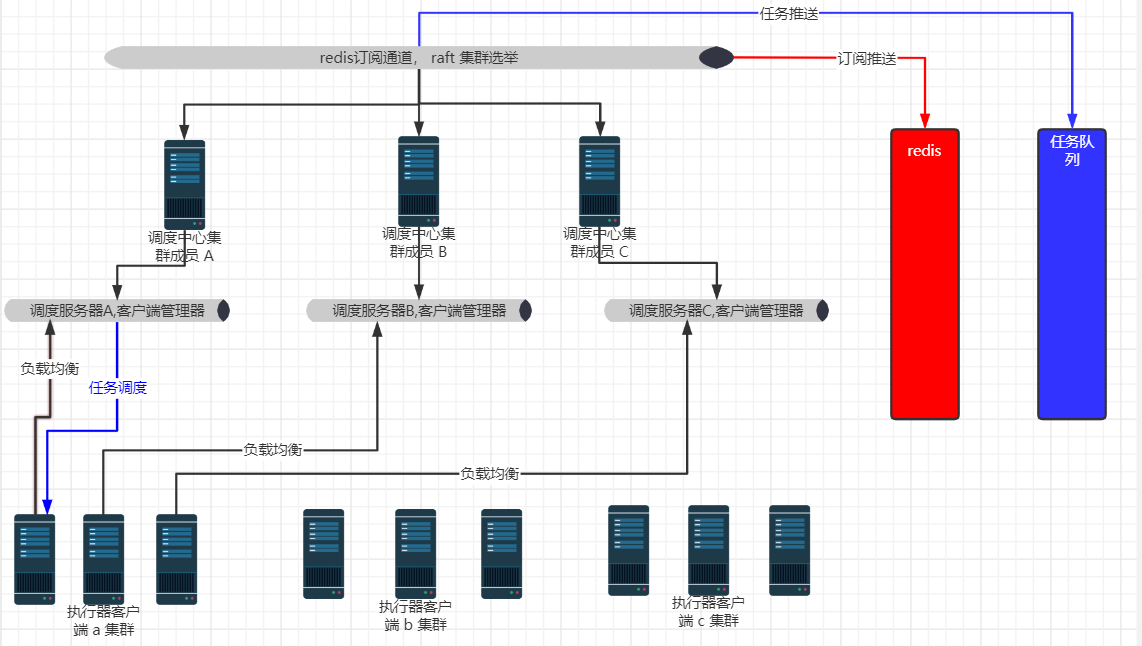 任务推送
redis订阅通道， raft 集群选举
订阅推送
redis
任务队
列
调度中心集
群成员 A
调度中心集
群成员 B
调度中心集
群成员 C
调度服务器A,客户端管理器
调度服务器B,客户端管理器
调度服务器C,客户端管理器
负载均衡
任务调度
负载均衡
负载均衡
执行器客户
端 a 集群
执行器客户
端 b 集群
执行器客户
端 c 集群